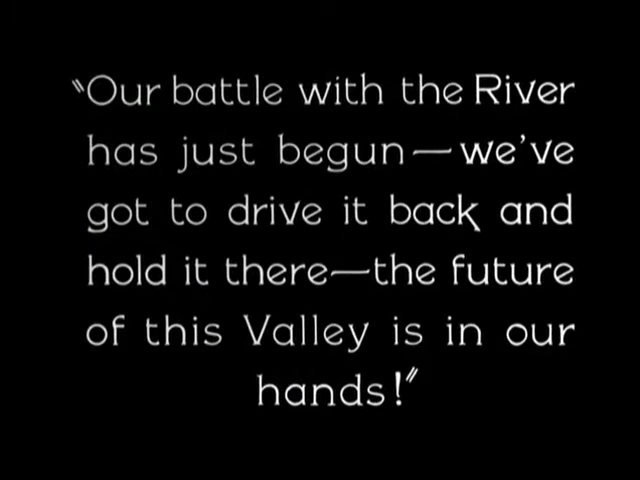 "Our battle with the River
has just begun—we've
got to drive it back and
hold it there—the future
of this Valley is in our
hands!"